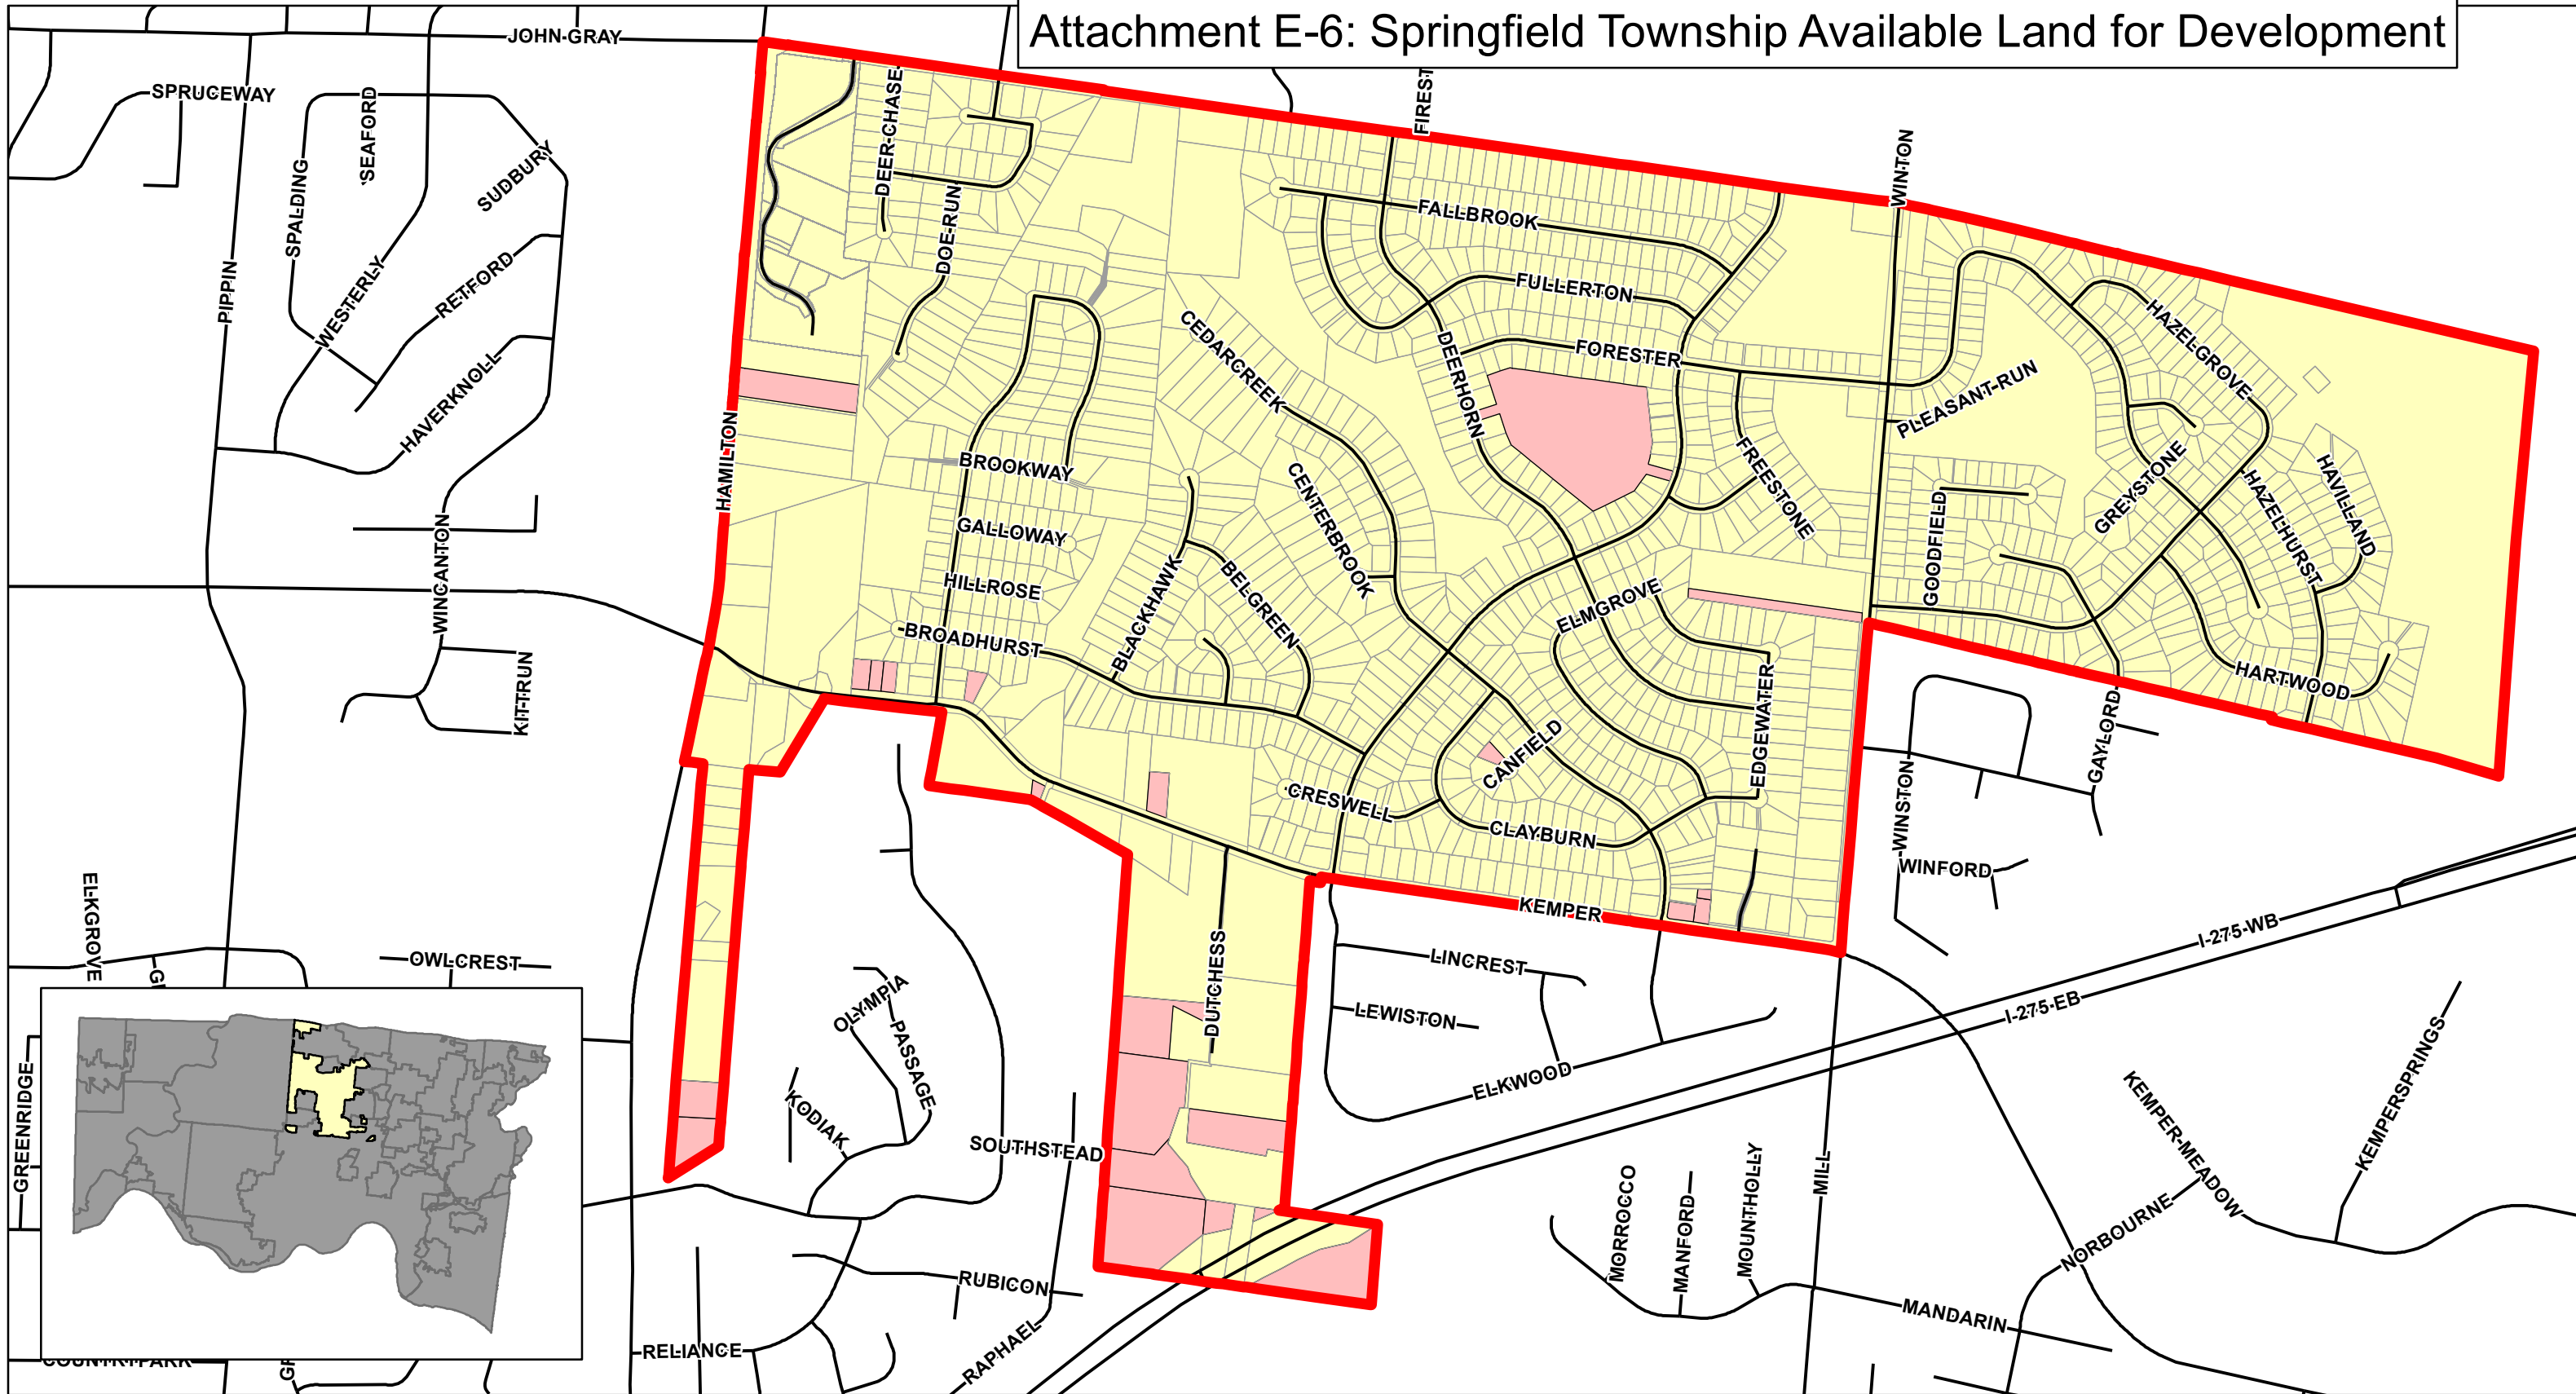 Attachment E-6: Springfield Township Available Land for Development
JOHN-GRAY
SPRUCEWAY
SEAFORD
SPALDING
SUDBURY
PIPPIN
WESTERLY
RETFORD
HAVERKNOLL
WINCANTON
KITTRUN
HAMILTON
DEER-CHASE
DOE-RUN
FIREST
WINTON
FALLBROOK
FULLERTON
FORESTER
CEDARCREEK
DEERHORN
CENTERBROOK
FREESTONE
PLEASANT-RUN
HAZELGROVE
GREYSTONE
HAZELHURST
HAVILLAND
GOODFIELD
HARTWOOD
BROOKWAY
GALLOWAY
HILLROSE
BROADHURST
BLACKHAWK
BELGREEN
ELMGROVE
EDGEWATER
CANFIELD
CRESWELL
CLAYBURN
KEMPER
GAYLORD
WINSTON
WINFORD
I-275-WB
I-275-EB
ELKGROVE
OWLCREST
GREENRIDGE
OLYMPIA
PASSAGE
KODIAK
SOUTHSTEAD
DUTCHESS
LINCREST
LEWISTON
ELKWOOD
MILL
MORROCCO
MANFORD
MOUNTHOLLY
MANDARIN
NORBOURNE
KEMPER-MEADOW
KEMPERSPRINGS
RUBICON
RAPHAEL
RELIANCE
COUNTRYPARK